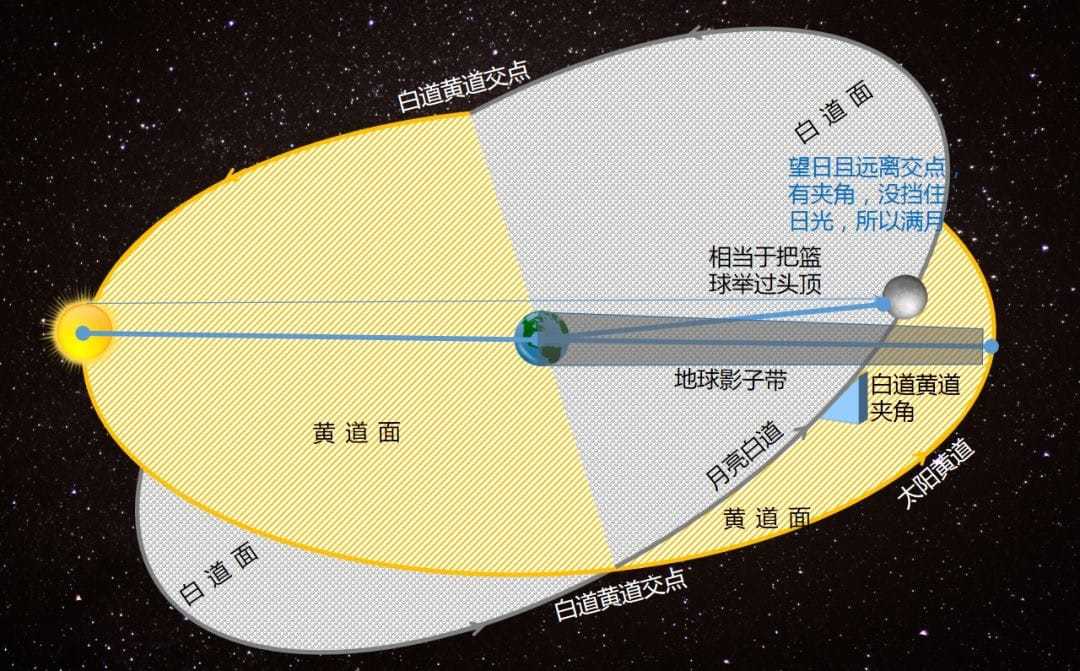 白道黄道交点
白道面
望日且远离交点，
有夹角，没挡住
日光，所以满月
相当于把篮
球举过头顶
地球影子带
白道黄道
夹角
黄道面
月亮白道
太阳黄道
黄道面
白道面
白道黄道交点